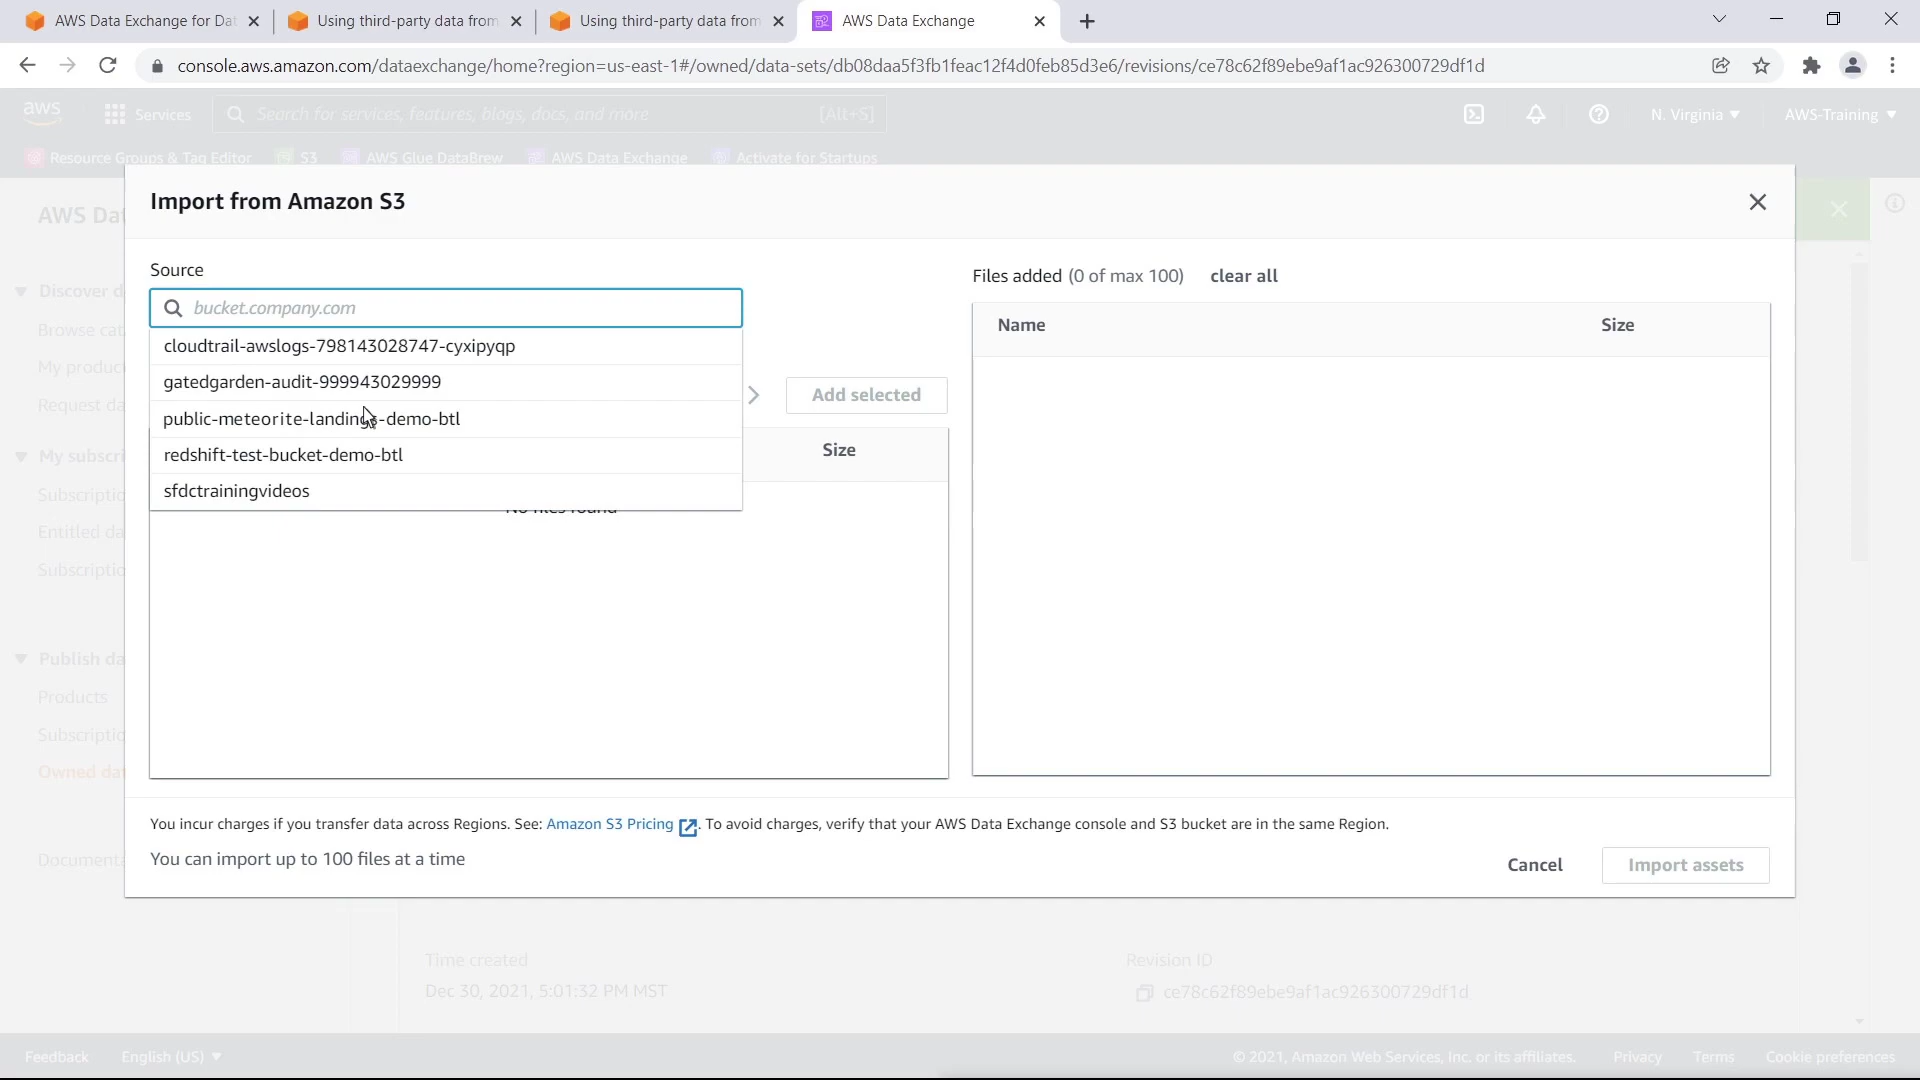 AWS Data Exchange for Dat
Using third-party data from
Using third-party data from
AWS Data Exchange
console.aws.amazon.com/dataexchange/home?region=us-east-1#/owned/data-sets/db08daa5f3fb1feac12f4d0feb85d3e6/revisions/ce78c62f89ebe9af1ac926300729df1d
aws
Services
Search for services, features, blogs, docs, and more
[Alt+S]
N. Virginia
AWS-Training
Resource Groups & Tag Editor
S3
AWS Glue DataBrew
AWS Data Exchange
Activate for Startups
AWS Dat
Discover d
Browse cat
My product
Request da
My subscri
Subscriptio
Entitled da
Subscriptio
Publish da
Products
Subscriptio
Owned dat
Documenta
Import from Amazon S3
Source
bucket.company.com
cloudtrail-awslogs-798143028747-cyxipyqp
gatedgarden-audit-999943029999
public-meteorite-landings-demo-btl
redshift-test-bucket-demo-btl
sfdctrainingvideos
No files found
Size
Add selected
Files added (0 of max 100)
clear all
Name
Size
You incur charges if you transfer data across Regions. See: Amazon S3 Pricing . To avoid charges, verify that your AWS Data Exchange console and S3 bucket are in the same Region.
You can import up to 100 files at a time
Cancel
Import assets
Time created
Dec 30, 2021, 5:01:32 PM MST
Revision ID
ce78c62f89ebe9af1ac926300729df1d
Feedback
English (US)
© 2021, Amazon Web Services, Inc. or its affiliates.
Privacy
Terms
Cookie preferences